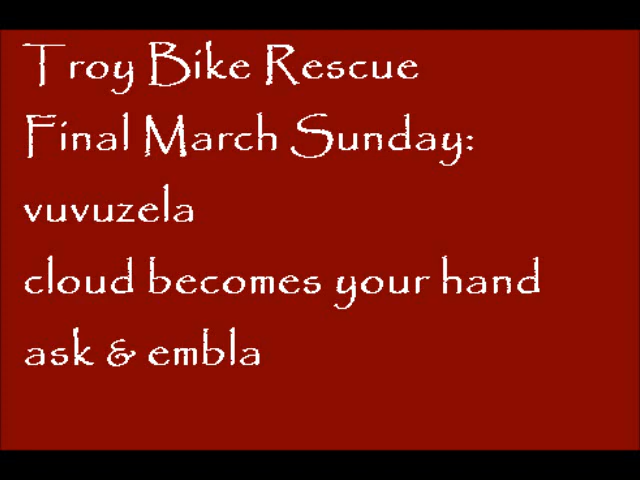 Troy Bike Rescue
Final March Sunday:
vuvuzela
cloud becomes your hand
ask & embla